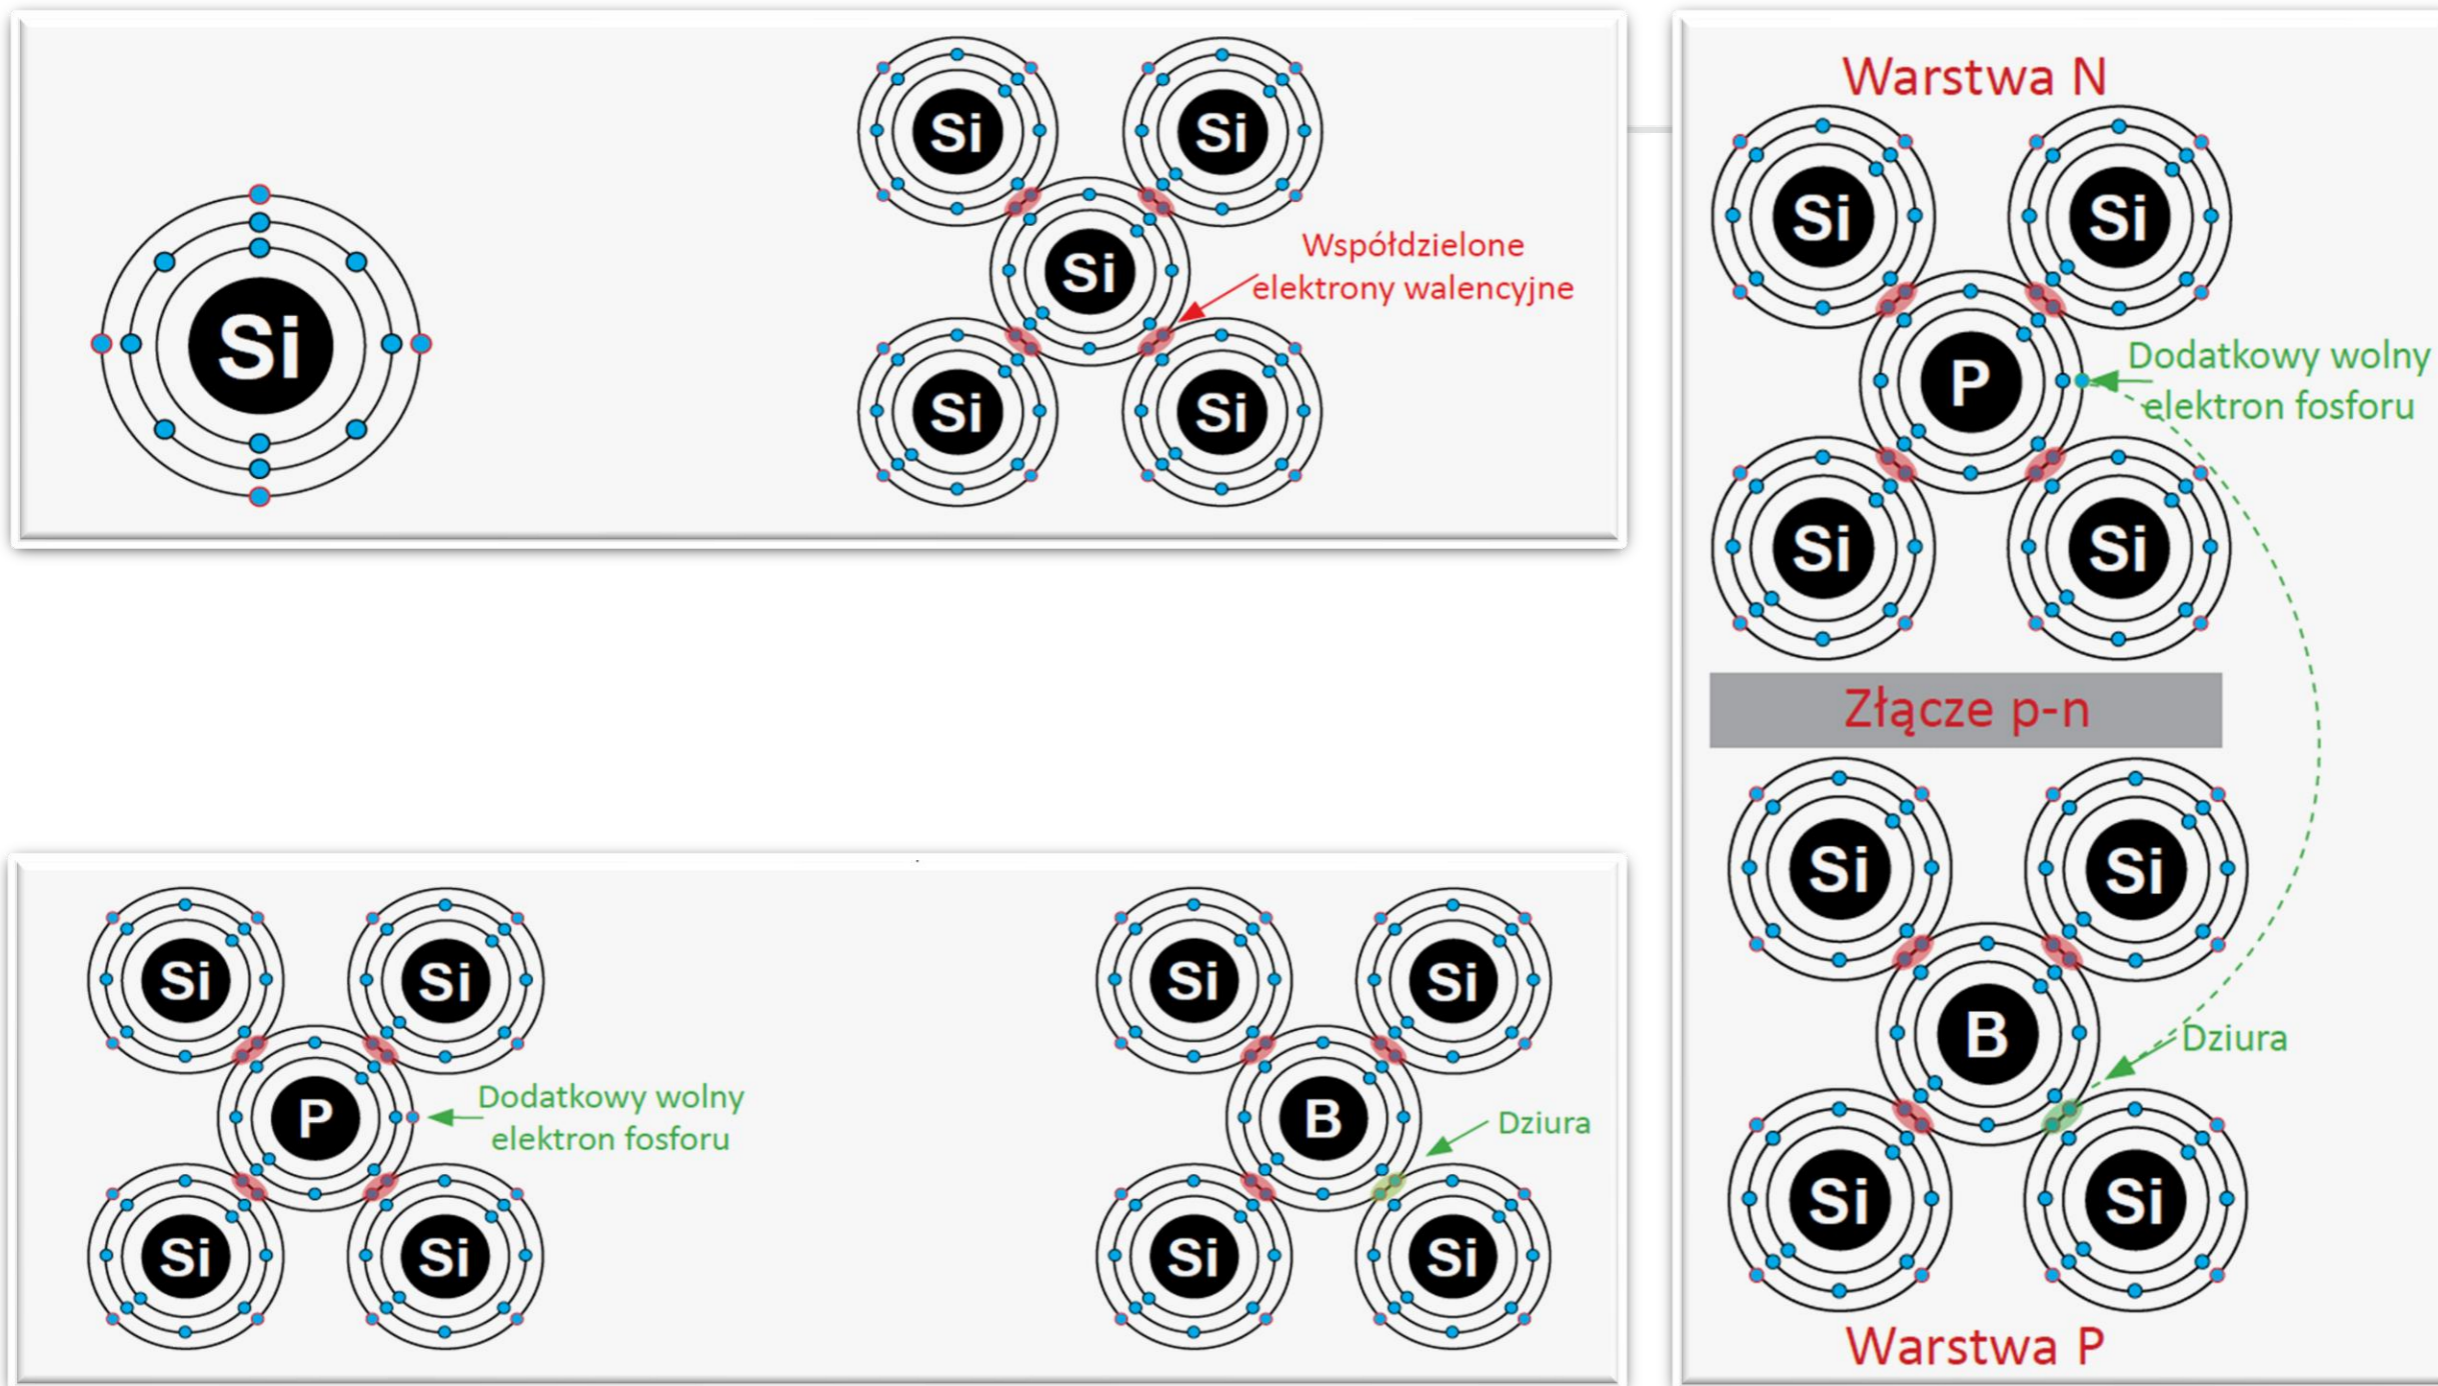 Si
Si
Si
Si
Si
Si
Współdzielone
elektrony walencyjne
Si
Si
P
Dodatkowy wolny
elektron fosforu
Si
Si
Si
Si
B
Dziura
Si
Si
Warstwa N
Si
Si
P
Dodatkowy wolny
elektron fosforu
Si
Si
Złącze p-n
Si
Si
B
Dziura
Si
Si
Warstwa P